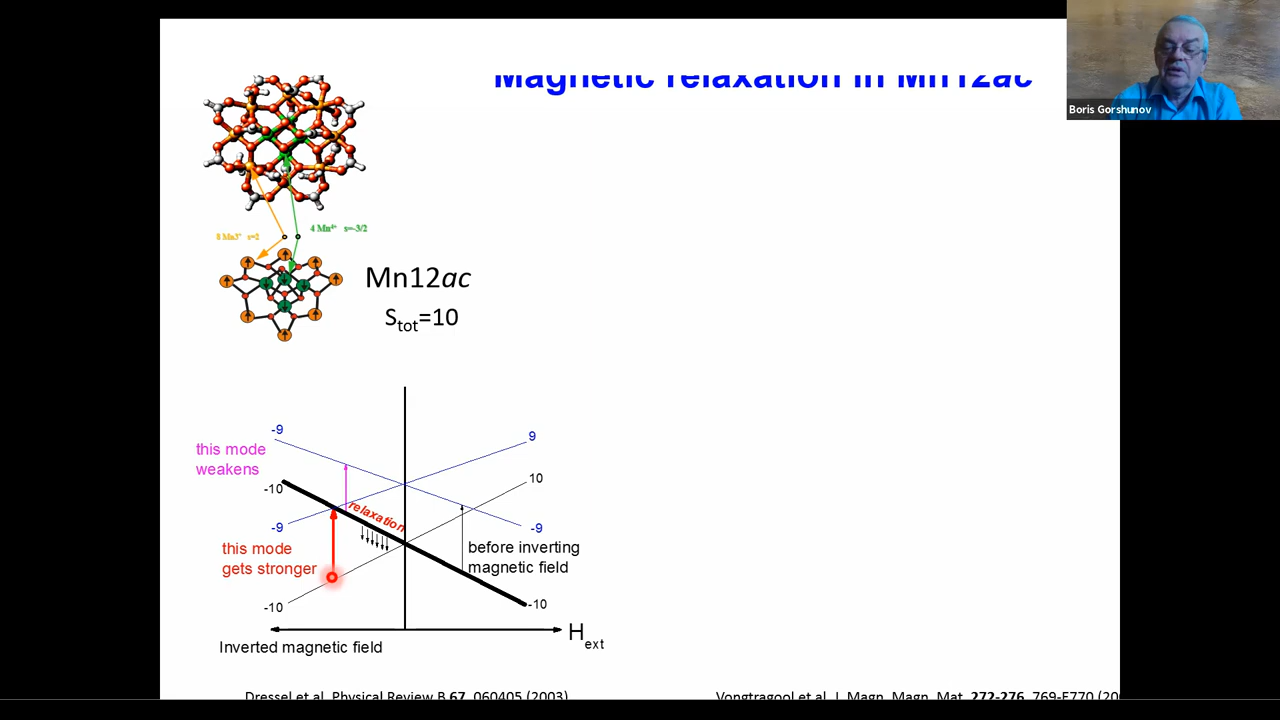 Magnetic relaxation in Mn12ac
Boris Gorshunov
8 Mn3+ s=2
4 Mn4+ s=-3/2
Mn12ac
Stot=10
-9
9
this mode
weakens
-10
10
relaxation
-9
-9
this mode
gets stronger
before inverting
magnetic field
-10
-10
Hext
Inverted magnetic field
Dressel et al. Physical Review B 67, 060405 (2003)
Vongtragool et al. J. Magn. Magn. Mat. 272-276, 769-E770